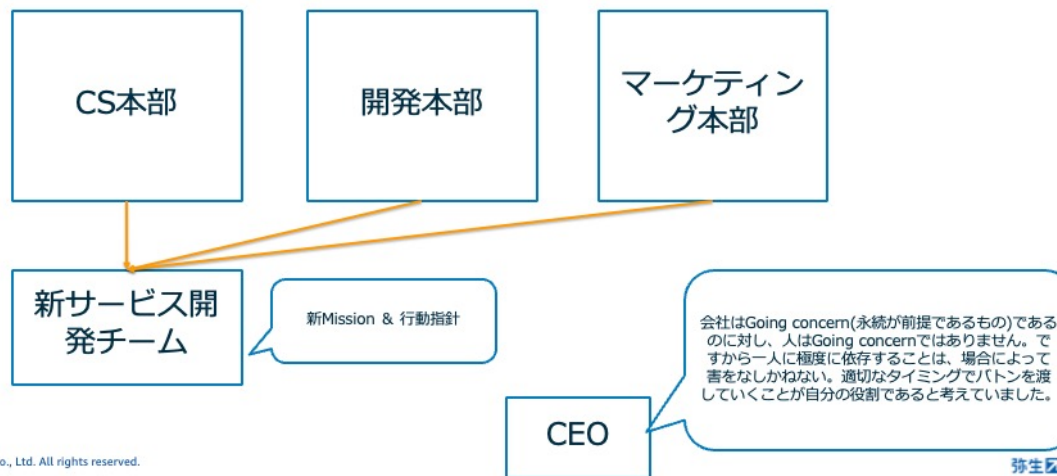 CS本部
開発本部
マーケティン
グ本部
新サービス開
発チーム
新Mission & 行動指針
会社はGoing concern(永続が前提であるもの)である
のに対し、人はGoing concernではありません。で
すから一人に極度に依存することは、場合によって
害をなしかねない。適切なタイミングでバトンを渡
していくことが自分の役割であると考えていました。
CEO
o., Ltd. All rights reserved.
弥生